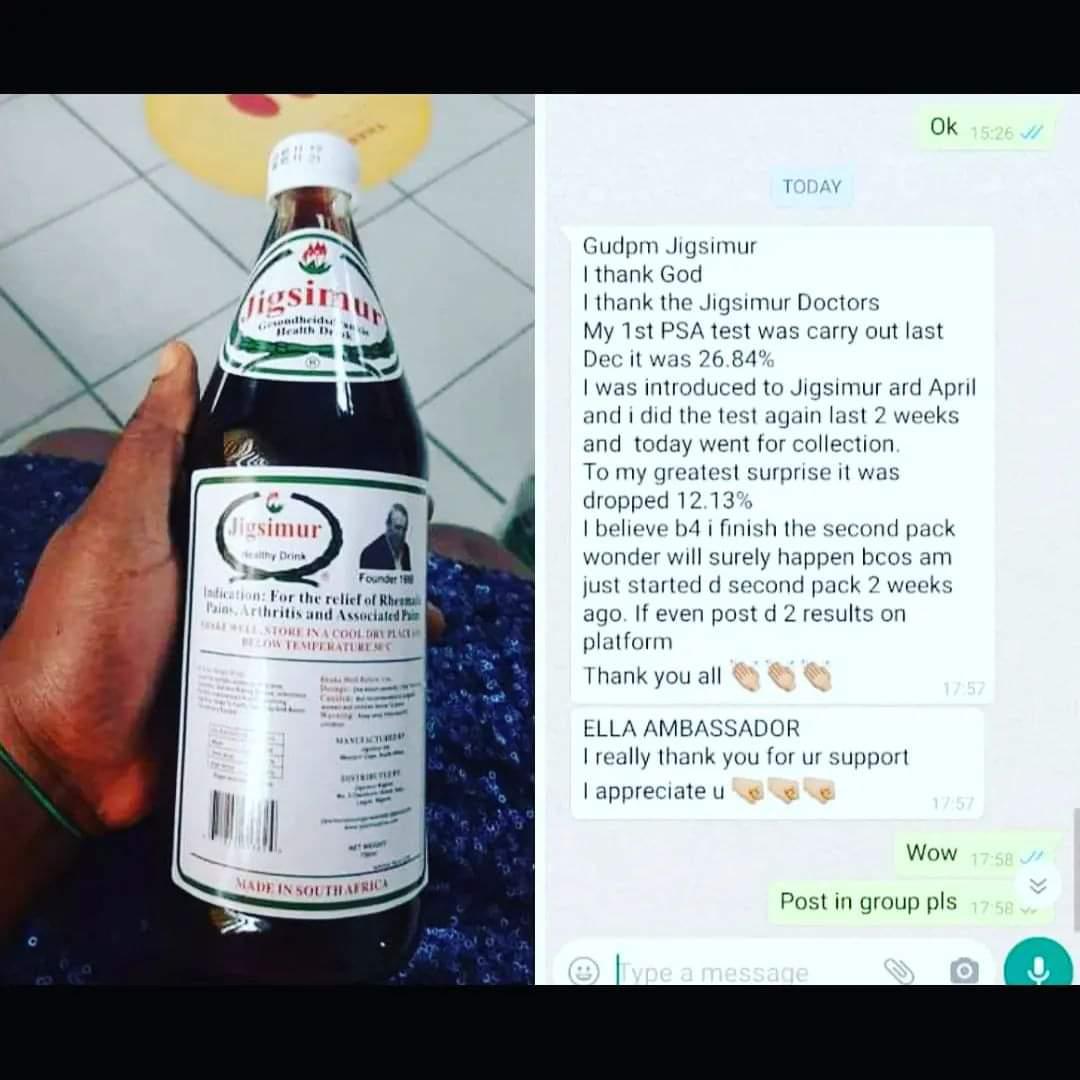 Jigsimur
Health Drink
®
Jigsimur
Healthy Drink
®
Founder
Indication: For the relief of
Pains, Arthritis and Associated
SHAKE WELL, STORE IN A COOL DRY PLACE
BELOW TEMPERATURE 30°C
MANUFACTURED BY
DISTRIBUTED BY
NET WEIGHT
MADE IN SOUTH AFRICA
Ok 15:26
TODAY
Gudpm Jigsimur
I thank God
I thank the Jigsimur Doctors
My 1st PSA test was carry out last
Dec it was 26.84%
I was introduced to Jigsimur ard April
and i did the test again last 2 weeks
and today went for collection.
To my greatest surprise it was
dropped 12.13%
I believe b4 i finish the second pack
wonder will surely happen bcos am
just started d second pack 2 weeks
ago. If even post d 2 results on
platform
Thank you all 👏🏼👏🏼👏🏼
17:57
ELLA AMBASSADOR
I really thank you for ur support
I appreciate u 🤜🏼🤜🏼🤜🏼
17:57
Wow 17:58
Post in group pls 17:58
Type a message